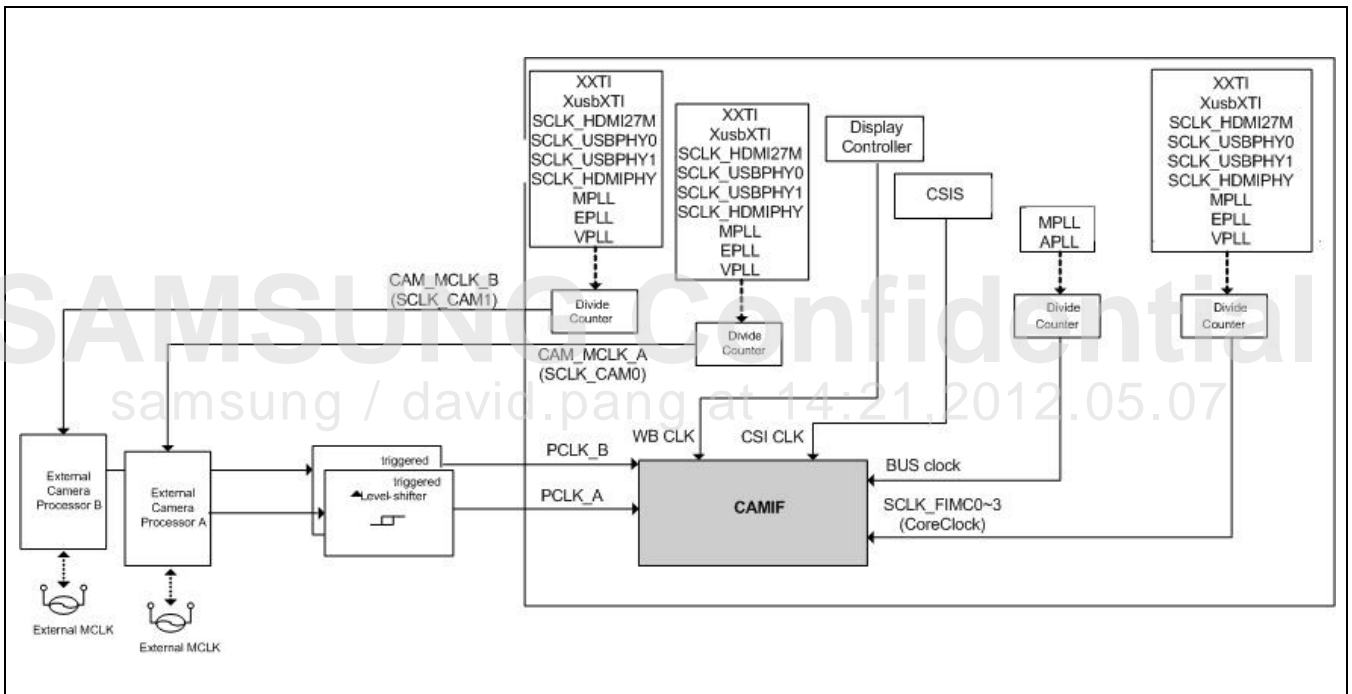 XXTI
XusbXTI
SCLK_HDMI27M
SCLK_USBPHY0
SCLK_USBPHY1
SCLK_HDMIPHY
MPLL
EPLL
VPLL
XXTI
XusbXTI
SCLK_HDMI27M
SCLK_USBPHY0
SCLK_USBPHY1
SCLK_HDMIPHY
MPLL
EPLL
VPLL
Display
Controller
CSIS
MPLL
APLL
XXTI
XusbXTI
SCLK_HDMI27M
SCLK_USBPHY0
SCLK_USBPHY1
SCLK_HDMIPHY
MPLL
EPLL
VPLL
SAMSUNG Confidential
CAM_MCLK_B
(SCLK_CAM1)
Divide
Counter
Divide
Counter
Divide
Counter
Divide
Counter
CAM_MCLK_A
(SCLK_CAM0)
samsung / david.pang at 14:21,2012.05.07
WB CLK
CSI CLK
External
Camera
Processor B
External
Camera
Processor A
triggered
triggered
Level-shifter
PCLK_B
PCLK_A
CAMIF
BUS clock
SCLK_FIMC0~3
(CoreClock)
External MCLK
External MCLK